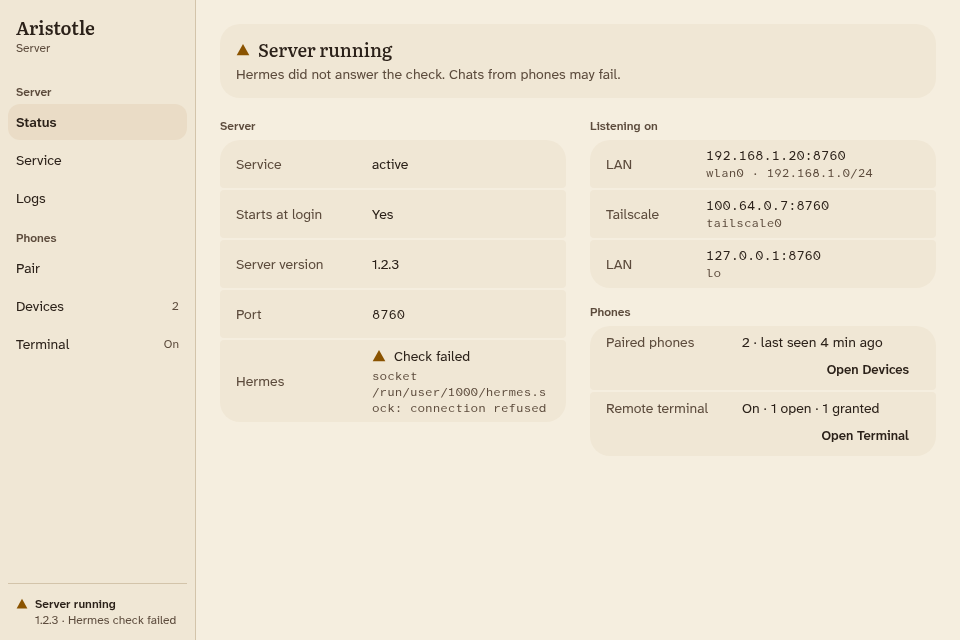 Aristotle
Server
Server
Status
Service
Logs
Phones
Pair
Devices 2
Terminal On
Server running
1.2.3 · Hermes check failed
Server running
Hermes did not answer the check. Chats from phones may fail.
Server
Service active
Starts at login Yes
Server version 1.2.3
Port 8760
Hermes
Check failed
socket
/run/user/1000/hermes.s
ock: connection refused
Listening on
LAN
192.168.1.20:8760
wlan0 · 192.168.1.0/24
Tailscale
100.64.0.7:8760
tailscale0
LAN
127.0.0.1:8760
lo
Phones
Paired phones 2 · last seen 4 min ago
Open Devices
Remote terminal On · 1 open · 1 granted
Open Terminal